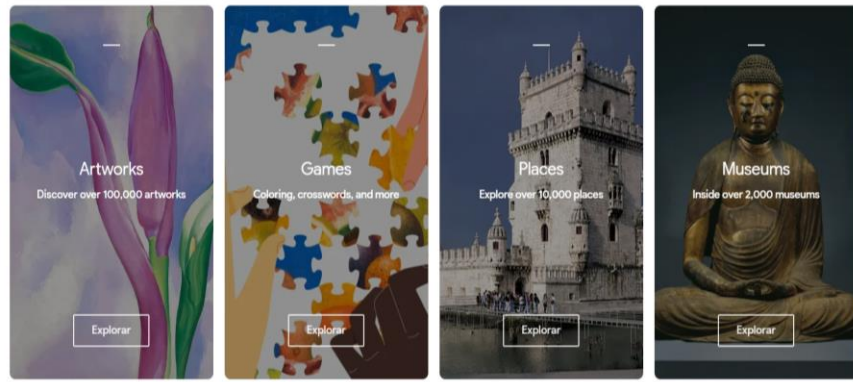 Artworks
Discover over 100,000 artworks
Explorar
Games
Coloring, crosswords, and more
Explorar
Places
Explore over 10,000 places
Explorar
Museums
Inside over 2,000 museums
Explorar